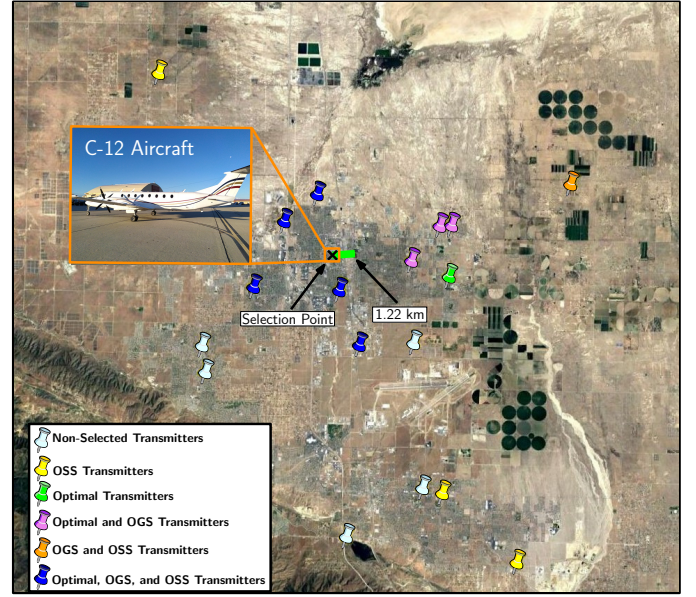 C-12 Aircraft
Selection Point
1.22 km
Non-Selected Transmitters
OSS Transmitters
Optimal Transmitters
Optimal and OGS Transmitters
OGS and OSS Transmitters
Optimal, OGS, and OSS Transmitters